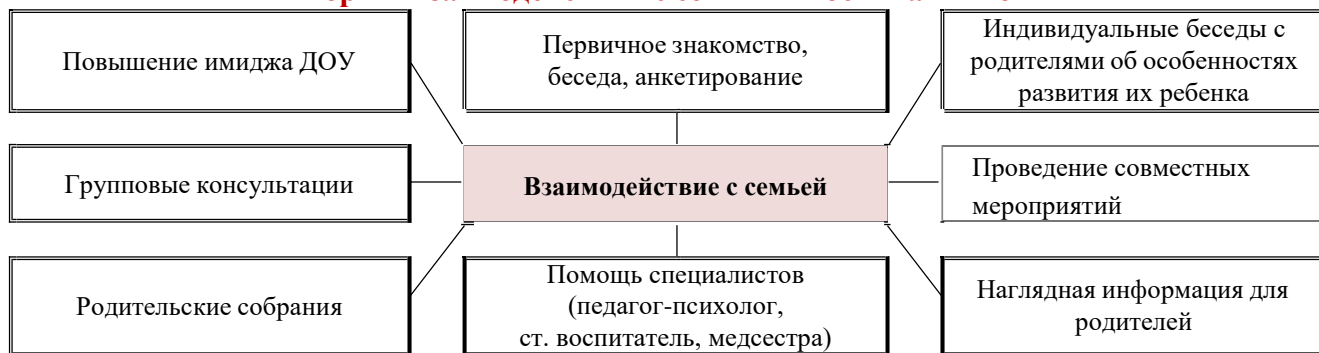 Повышение имиджа ДОУ
Первичное знакомство,
беседа, анкетирование
Индивидуальные беседы с
родителями об особенностях
развития их ребенка
Групповые консультации
Взаимодействие с семьей
Проведение совместных
мероприятий
Родительские собрания
Помощь специалистов
(педагог-психолог,
ст. воспитатель, медсестра)
Наглядная информация для
родителей